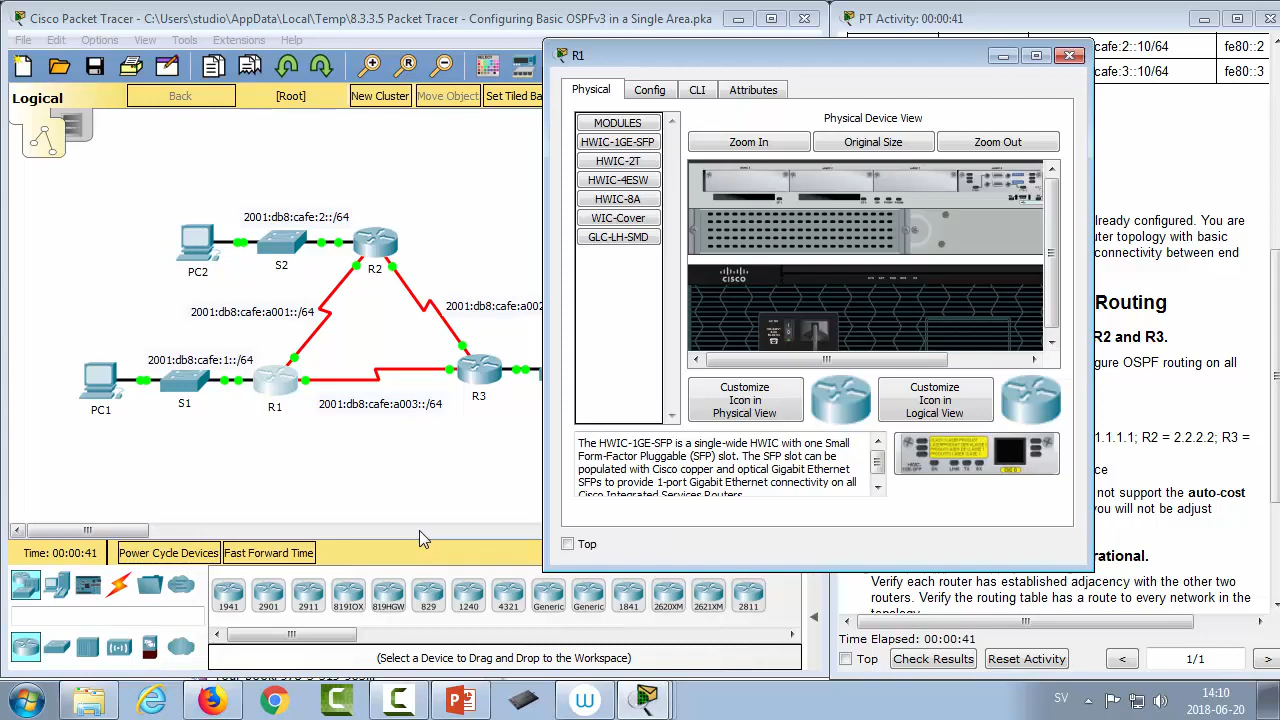 Cisco Packet Tracer - C:\Users\studio\AppData\Local\Temp\8.3.3.5 Packet Tracer - Configuring Basic OSPFv3 in a Single Area.pka
File Edit Options View Tools Extensions Help
Logical
Back
[Root]
New Cluster
Move Object
Set Tiled Ba
2001:db8:cafe:2::/64
PC2
S2
R2
2001:db8:cafe:a001::/64
2001:db8:cafe:a002
2001:db8:cafe:1::/64
PC1
S1
R1
R3
2001:db8:cafe:a003::/64
Time: 00:00:41
Power Cycle Devices
Fast Forward Time
1941
2901
2911
819IOX
819HGW
829
1240
4321
Generic
Generic
1841
2620XM
2621XM
2811
(Select a Device to Drag and Drop to the Workspace)
R1
Physical
Config
CLI
Attributes
MODULES
HWIC-1GE-SFP
HWIC-2T
HWIC-4ESW
HWIC-8A
WIC-Cover
GLC-LH-SMD
Physical Device View
Zoom In
Original Size
Zoom Out
CISCO
Customize
Icon in
Physical View
Customize
Icon in
Logical View
The HWIC-1GE-SFP is a single-wide HWIC with one Small
Form-Factor Pluggable (SFP) slot. The SFP slot can be
populated with Cisco copper and optical Gigabit Ethernet
SFPs to provide 1-port Gigabit Ethernet connectivity on all
Cisco Integrated Services Routers.
Top
PT Activity: 00:00:41
cafe:2::10/64
fe80::2
cafe:3::10/64
fe80::3
lready configured. You are
ter topology with basic
connectivity between end
Routing
R2 and R3.
gure OSPF routing on all
1.1.1.1; R2 = 2.2.2.2; R3 =
ce
not support the auto-cost
you will not be adjust
rational.
Verify each router has established adjacency with the other two
routers. Verify the routing table has a route to every network in the
topology.
Time Elapsed: 00:00:41
Top
Check Results
Reset Activity
<
1/1
>
SV
14:10
2018-06-20